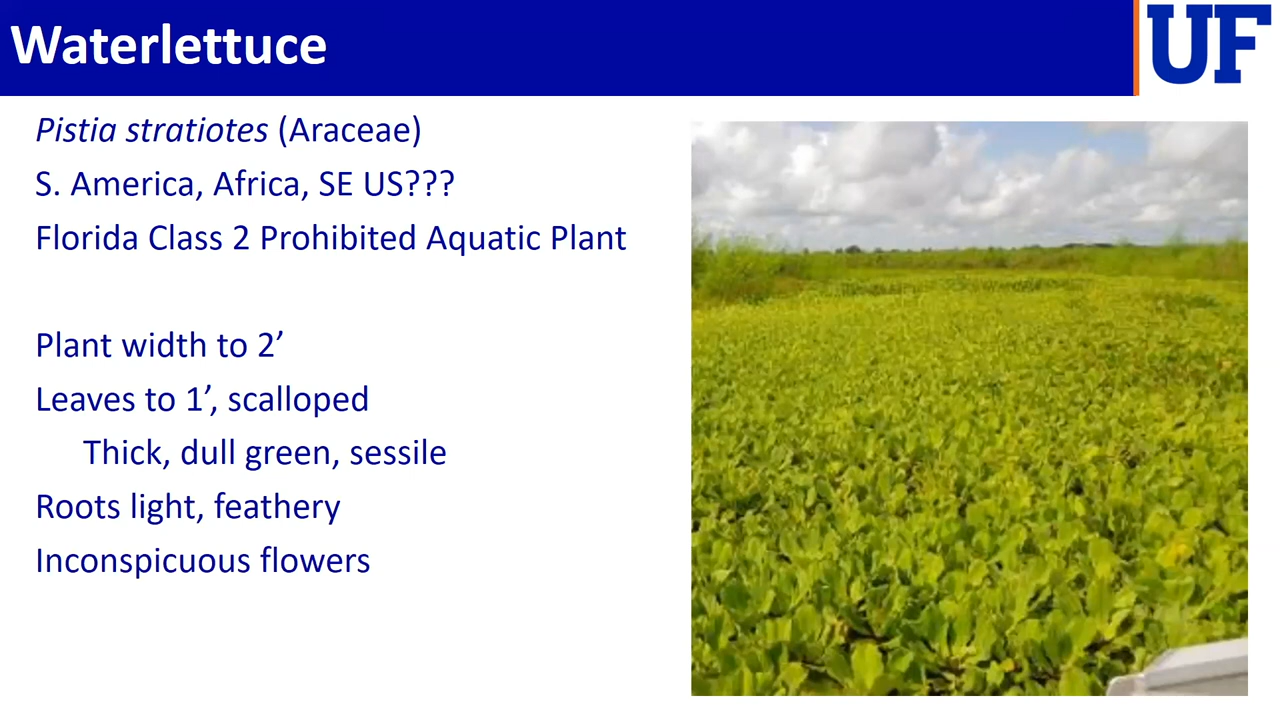 Waterlettuce
UF
Pistia stratiotes (Araceae)
S. America, Africa, SE US???
Florida Class 2 Prohibited Aquatic Plant
Plant width to 2’
Leaves to 1’, scalloped
Thick, dull green, sessile
Roots light, feathery
Inconspicuous flowers